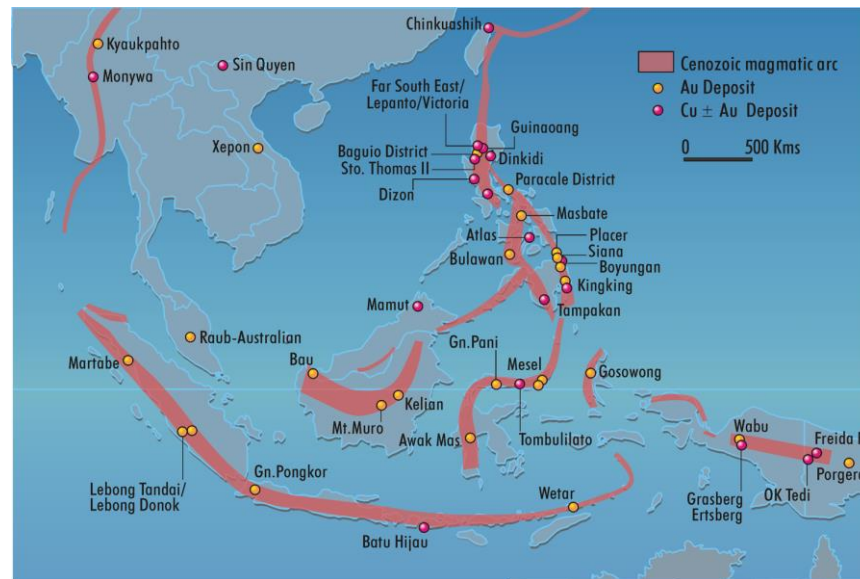 Chinkuashih
Kyaukpahto
Sin Quyen
Monywa
Cenozoic magmatic arc
Au Deposit
Cu ± Au Deposit
0 500 Kms
Far South East/
Lepanto/Victoria
Guinaoang
Xepon
Baguio District
Dinkidi
Sto. Thomas II
Paracale District
Dizon
Masbate
Atlas
Placer
Siana
Bulawan
Boyungan
Kingking
Mamut
Tampakan
Raub-Australian
Gn.Pani
Martabe
Bau
Mesel
Gosowong
Kelian
Mt.Muro
Awak Mas
Tombulilato
Wabu
Freida
Porgera
Gn.Pongkor
Lebong Tandai/
Lebong Donok
Wetar
Grasberg
Ertsberg
OK Tedi
Batu Hijau